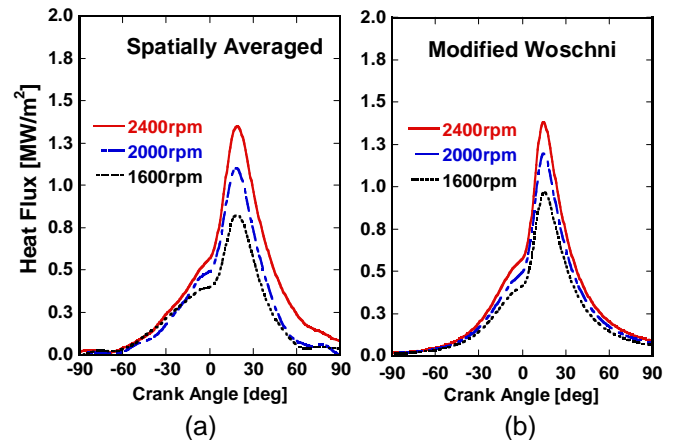 Spatially Averaged
2400rpm
2000rpm
1600rpm
Heat Flux [MW/m²]
2.0
1.8
1.5
1.3
1.0
0.8
0.5
0.3
0.0
-90 -60 -30 0 30 60 90
Crank Angle [deg]
(a)
Modified Woschni
2400rpm
2000rpm
1600rpm
2.0
1.8
1.5
1.3
1.0
0.8
0.5
0.3
0.0
-90 -60 -30 0 30 60 90
Crank Angle [deg]
(b)